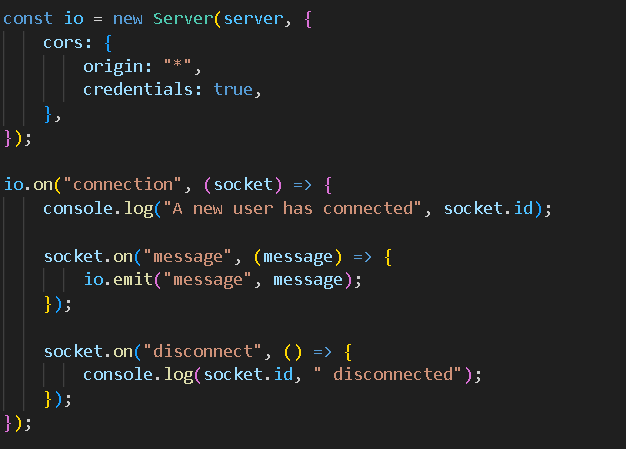 const io = new Server(server, {
    cors: {
        origin: "*",
        credentials: true,
    },
});

io.on("connection", (socket) => {
    console.log("A new user has connected", socket.id);

    socket.on("message", (message) => {
        io.emit("message", message);
    });

    socket.on("disconnect", () => {
        console.log(socket.id, " disconnected");
    });
});